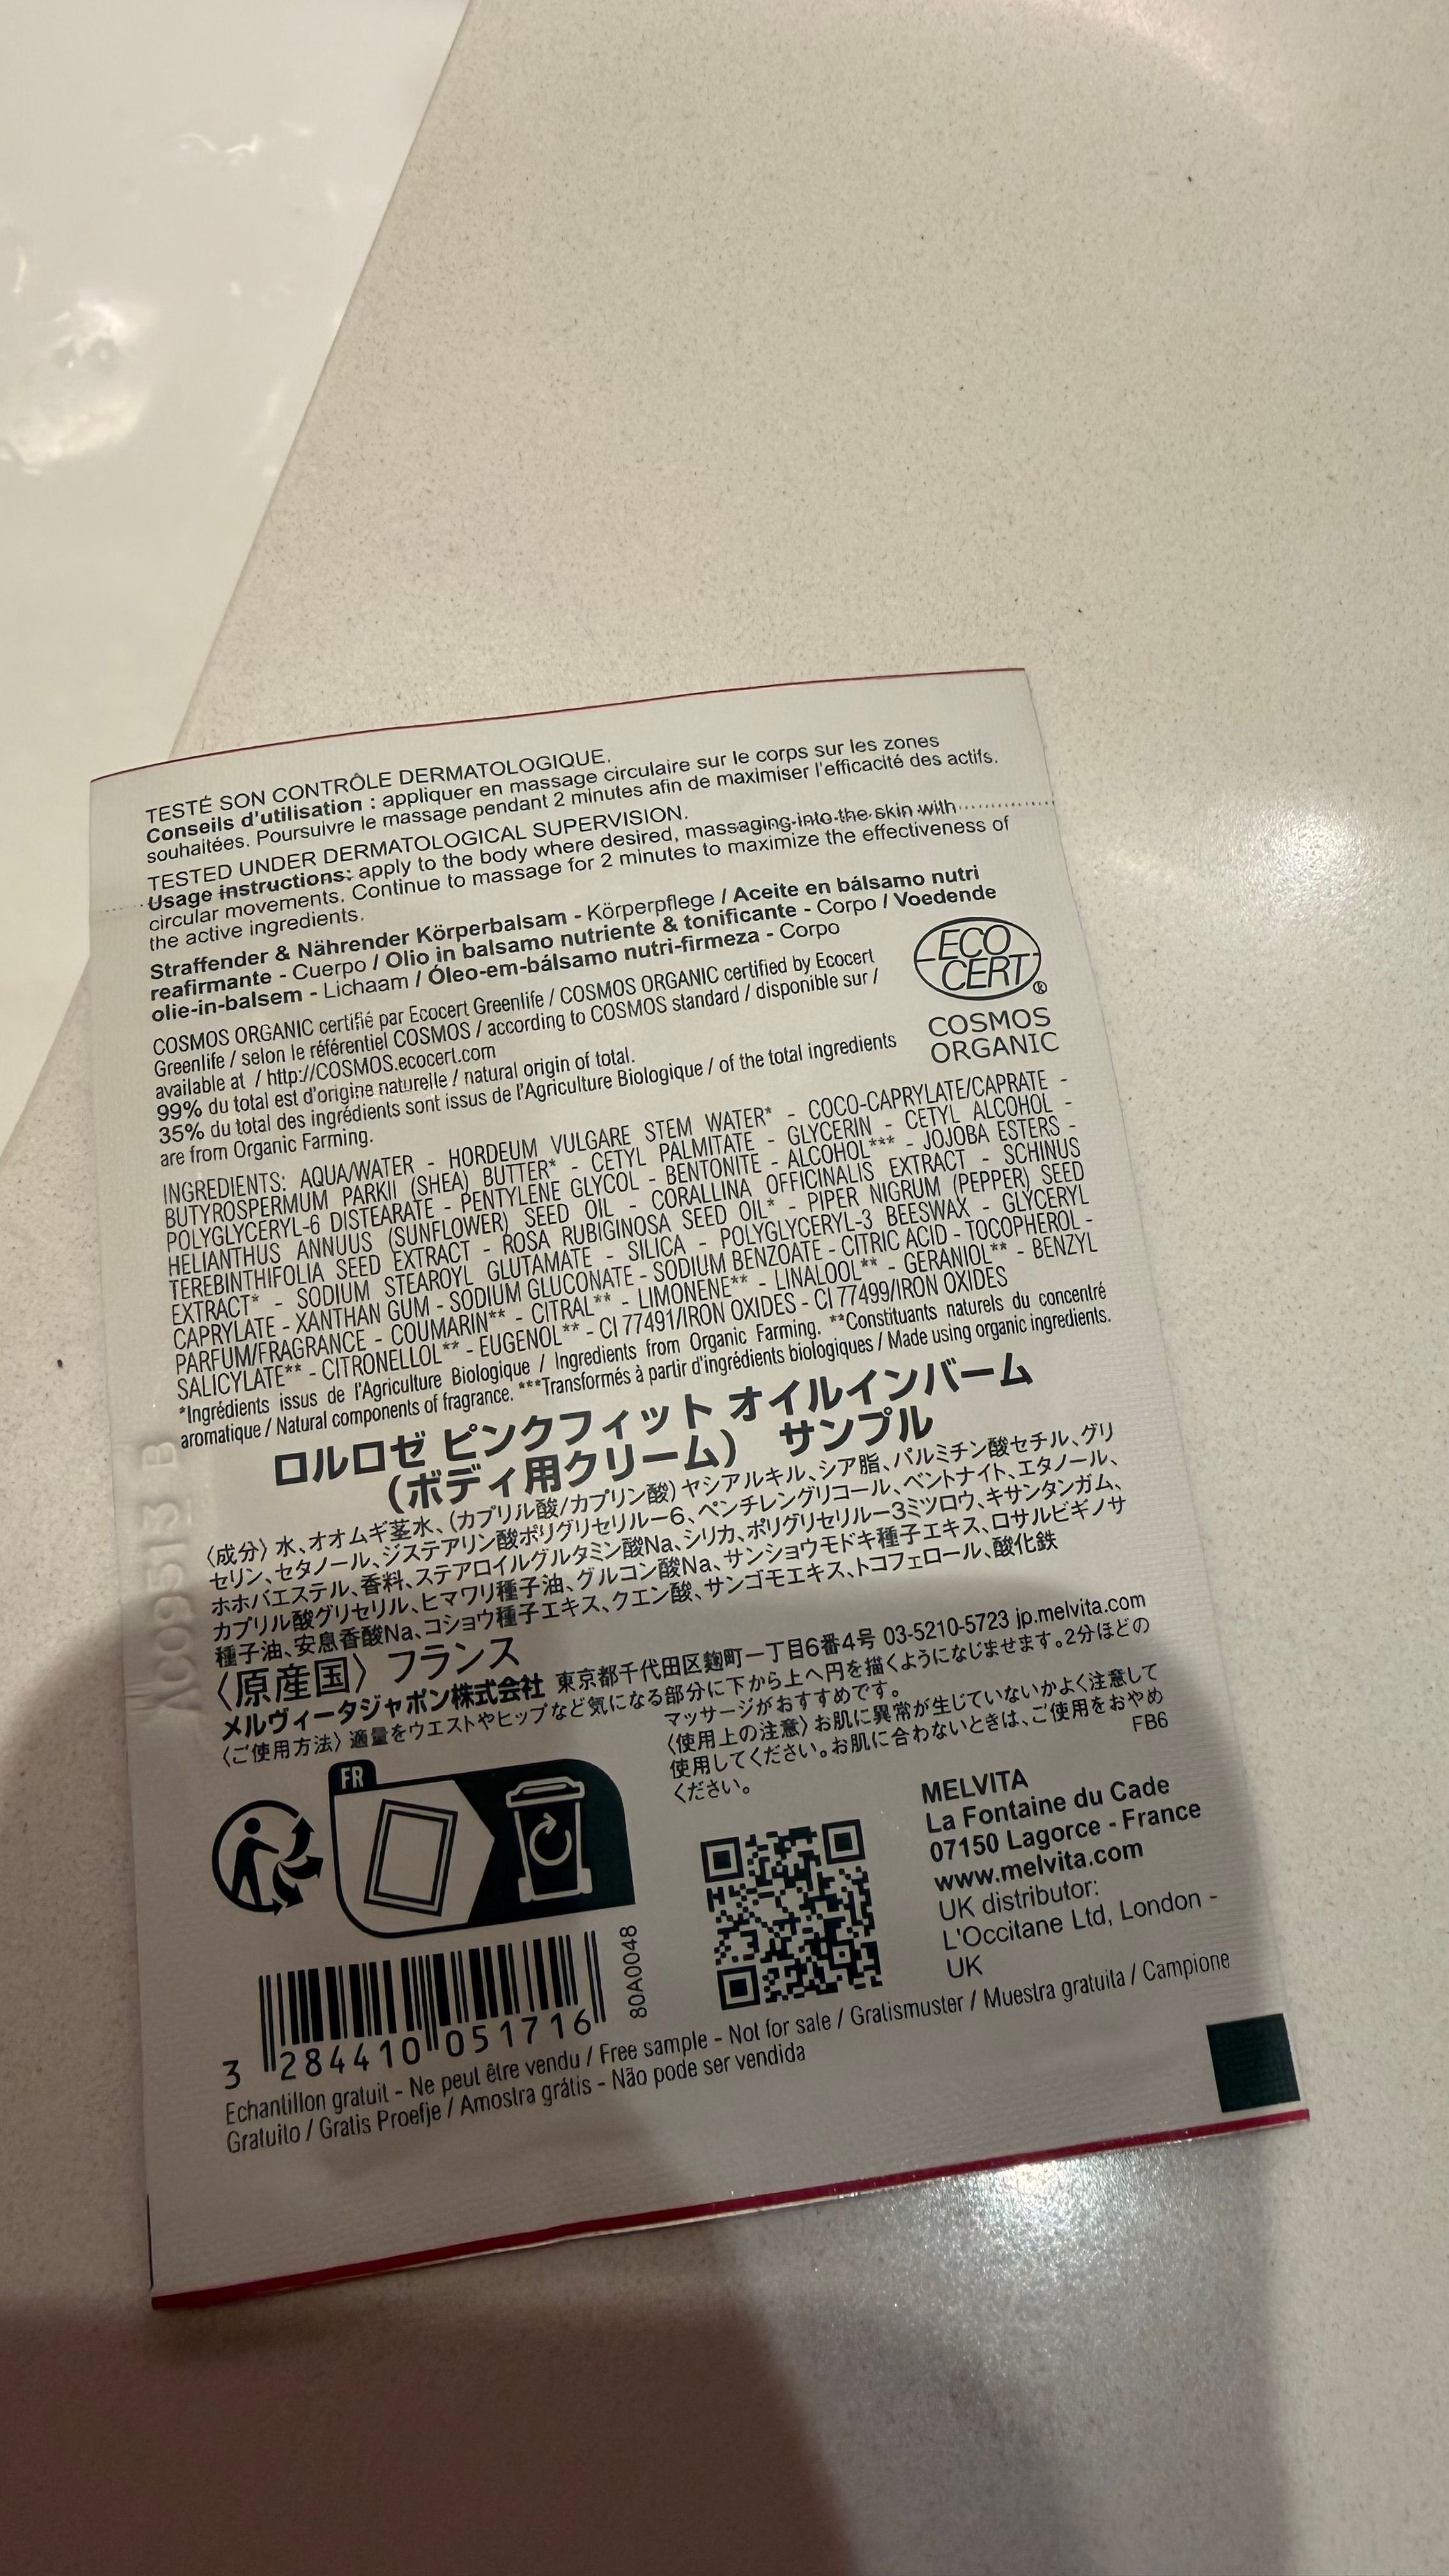 TESTÉ SON CONTRÔLE DERMATOLOGIQUE.
Conseils d'utilisation : appliquer en massage circulaire sur le corps sur les zones
souhaitées. Poursuivre le massage pendant 2 minutes afin de maximiser l'efficacité des actifs.
TESTED UNDER DERMATOLOGICAL SUPERVISION.
Usage instructions: apply to the body where desired, massaging into the skin with
circular movements. Continue to massage for 2 minutes to maximize the effectiveness of
the active ingredients.
Straffender & Nährender Körperbalsam - Körperpflege / Aceite en bálsamo nutri
reafirmante - Cuerpo / Olio in balsamo nutriente & tonificante - Corpo / Voedende
olie-in-balsem - Lichaam / Óleo-em-bálsamo nutri-firmeza - Corpo
COSMOS ORGANIC certifié par Ecocert Greenlife / COSMOS ORGANIC certified by Ecocert
Greenlife / selon le référentiel COSMOS / according to COSMOS standard / disponible sur /
available at / http://COSMOS.ecocert.com
99% du total est d'origine naturelle / natural origin of total.
35% du total des ingrédients sont issus de l'Agriculture Biologique / of the total ingredients
are from Organic Farming.
ECO
CERT®
COSMOS
ORGANIC
INGREDIENTS: AQUA/WATER - HORDEUM VULGARE STEM WATER* - COCO-CAPRYLATE/CAPRATE -
BUTYROSPERMUM PARKII (SHEA) BUTTER* - CETYL PALMITATE - GLYCERIN - CETYL ALCOHOL -
POLYGLYCERYL-6 DISTEARATE - PENTYLENE GLYCOL - BENTONITE - ALCOHOL*** - JOJOBA ESTERS -
HELIANTHUS ANNUUS (SUNFLOWER) SEED OIL - CORALLINA OFFICINALIS EXTRACT - SCHINUS
TEREBINTHIFOLIA SEED EXTRACT - ROSA RUBIGINOSA SEED OIL* - PIPER NIGRUM (PEPPER) SEED
EXTRACT* - SODIUM STEAROYL GLUTAMATE - SILICA - POLYGLYCERYL-3 BEESWAX - GLYCERYL
CAPRYLATE - XANTHAN GUM - SODIUM GLUCONATE - SODIUM BENZOATE - CITRIC ACID - TOCOPHEROL -
PARFUM/FRAGRANCE - COUMARIN** - CITRAL** - LIMONENE** - LINALOOL** - GERANIOL** - BENZYL
SALICYLATE** - CITRONELLOL** - EUGENOL** - CI 77491/IRON OXIDES - CI 77499/IRON OXIDES
*Ingrédients issus de l'Agriculture Biologique / Ingredients from Organic Farming. **Constituants naturels du concentré
aromatique / Natural components of fragrance. ***Transformés à partir d'ingrédients biologiques / Made using organic ingredients.
ロルロゼ ピンクフィット オイルインバーム
（ボディ用クリーム） サンプル
〈成分〉水、オオムギ茎水、（カプリル酸/カプリン酸）ヤシアルキル、シア脂、パルミチン酸セチル、グリ
セリン、セタノール、ジステアリン酸ポリグリセリル－6、ペンチレングリコール、ベントナイト、エタノール、
ホホバエステル、香料、ステアロイルグルタミン酸Na、シリカ、ポリグリセリル－3ミツロウ、キサンタンガム、
カプリル酸グリセリル、ヒマワリ種子油、グルコン酸Na、サンショウモドキ種子エキス、ロサルビギノサ
種子油、安息香酸Na、コショウ種子エキス、クエン酸、サンゴモエキス、トコフェロール、酸化鉄
〈原産国〉フランス
メルヴィータジャポン株式会社 東京都千代田区麹町一丁目6番4号 03-5210-5723 jp.melvita.com
〈ご使用方法〉適量をウエストやヒップなど気になる部分に下から上へ円を描くようになじませます。2分ほどの
マッサージがおすすめです。
〈使用上の注意〉お肌に異常が生じていないかよく注意して
使用してください。お肌に合わないときは、ご使用をおやめ
ください。
FB6
FR
MELVITA
La Fontaine du Cade
07150 Lagorce - France
www.melvita.com
UK distributor:
L'Occitane Ltd, London -
UK
80A0048
3 284410 051716
Echantillon gratuit - Ne peut être vendu / Free sample - Not for sale / Gratismuster / Muestra gratuita / Campione
Gratuito / Gratis Proefje / Amostra grátis - Não pode ser vendida